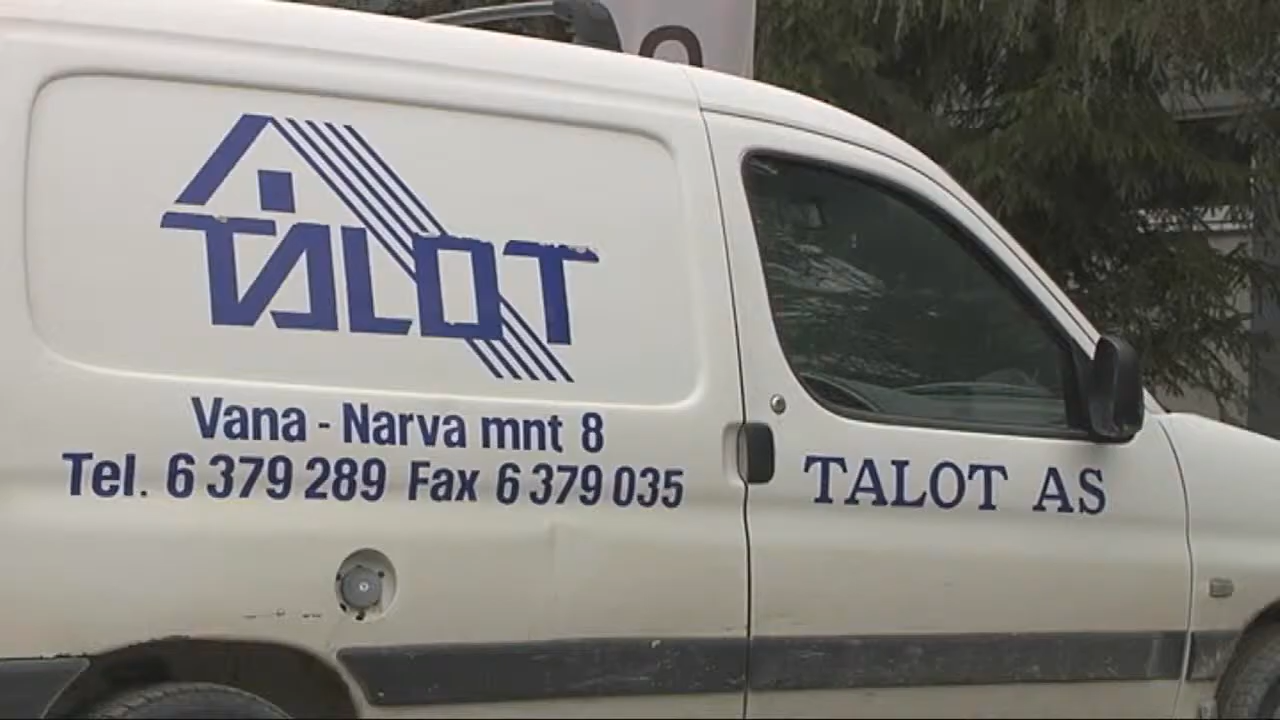 TALOT
Vana - Narva mnt 8
Tel. 6 379 289 Fax 6 379 035
TALOT AS